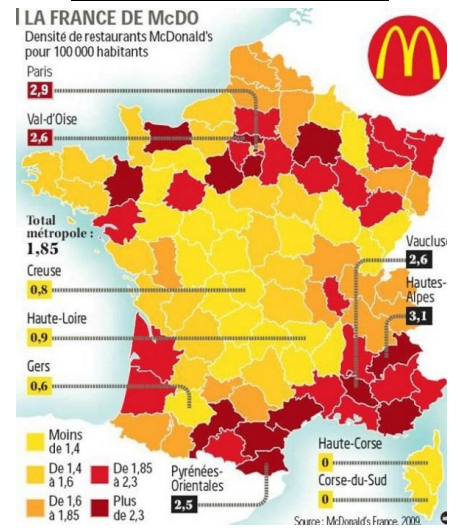 LA FRANCE DE McDO
Densité de restaurants McDonald's
pour 100 000 habitants
Paris
2,9
Val-d'Oise
2,6
Total
métropole :
1,85
Creuse
0,8
Haute-Loire
0,9
Gers
0,6
Vaucluse
2,6
Hautes-
Alpes
3,1
Moins
de 1,4
De 1,4
à 1,6
De 1,6
à 1,85
De 1,85
à 2,3
Plus
de 2,3
Pyrénées-
Orientales
2,5
Haute-Corse
0
Corse-du-Sud
0
Source : McDonald's France, 2009.